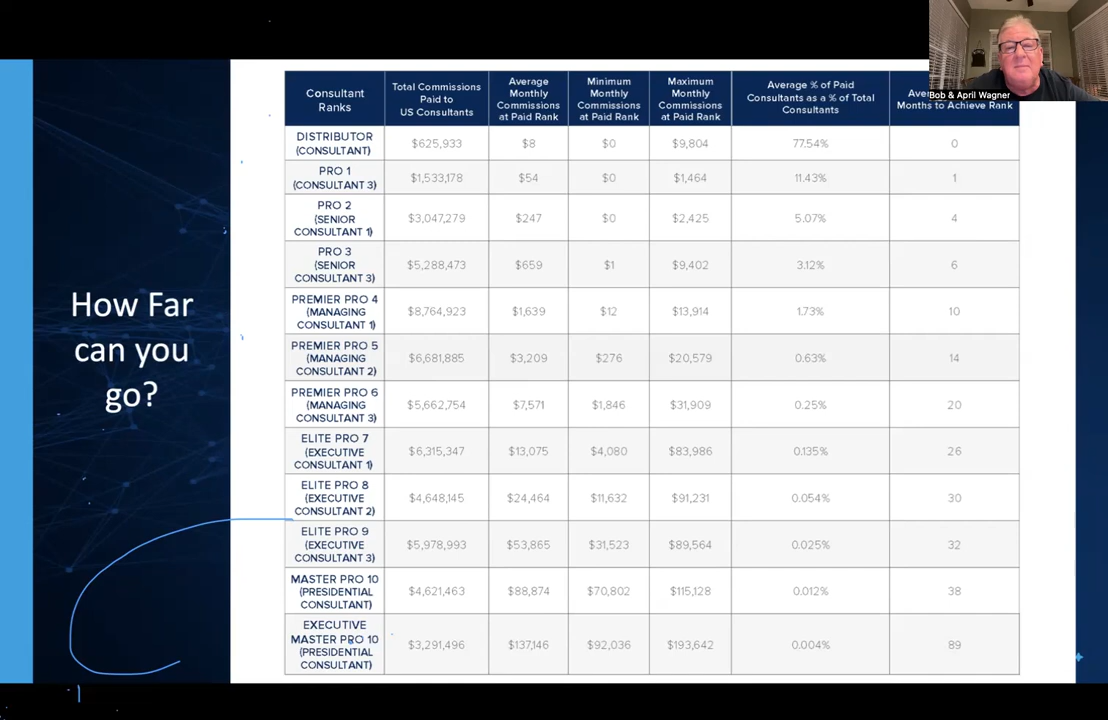 Bob & April Wagner
How Far
can you
go?
Consultant
Ranks
Total Commissions
Paid to
US Consultants
Average
Monthly
Commissions
at Paid Rank
Minimum
Monthly
Commissions
at Paid Rank
Maximum
Monthly
Commissions
at Paid Rank
Average % of Paid
Consultants as a % of Total
Consultants
Months to Achieve Rank
DISTRIBUTOR
(CONSULTANT)
$625,933
$8
$0
$9,804
77.54%
0
PRO 1
(CONSULTANT 3)
$1,533,178
$54
$0
$1,464
11.43%
1
PRO 2
(SENIOR
CONSULTANT 1)
$3,047,279
$247
$0
$2,425
5.07%
4
PRO 3
(SENIOR
CONSULTANT 3)
$5,288,473
$659
$1
$9,402
3.12%
6
PREMIER PRO 4
(MANAGING
CONSULTANT 1)
$8,764,923
$1,639
$12
$13,914
1.73%
10
PREMIER PRO 5
(MANAGING
CONSULTANT 2)
$6,681,885
$3,209
$276
$20,579
0.63%
14
PREMIER PRO 6
(MANAGING
CONSULTANT 3)
$5,662,754
$7,571
$1,846
$31,909
0.25%
20
ELITE PRO 7
(EXECUTIVE
CONSULTANT 1)
$6,315,347
$13,075
$4,080
$83,986
0.135%
26
ELITE PRO 8
(EXECUTIVE
CONSULTANT 2)
$4,648,145
$24,464
$11,632
$91,231
0.054%
30
ELITE PRO 9
(EXECUTIVE
CONSULTANT 3)
$5,978,993
$53,865
$31,523
$89,564
0.025%
32
MASTER PRO 10
(PRESIDENTIAL
CONSULTANT)
$4,621,463
$88,874
$70,802
$115,128
0.012%
38
EXECUTIVE
MASTER PRO 10
(PRESIDENTIAL
CONSULTANT)
$3,291,496
$137,146
$92,036
$193,642
0.004%
89